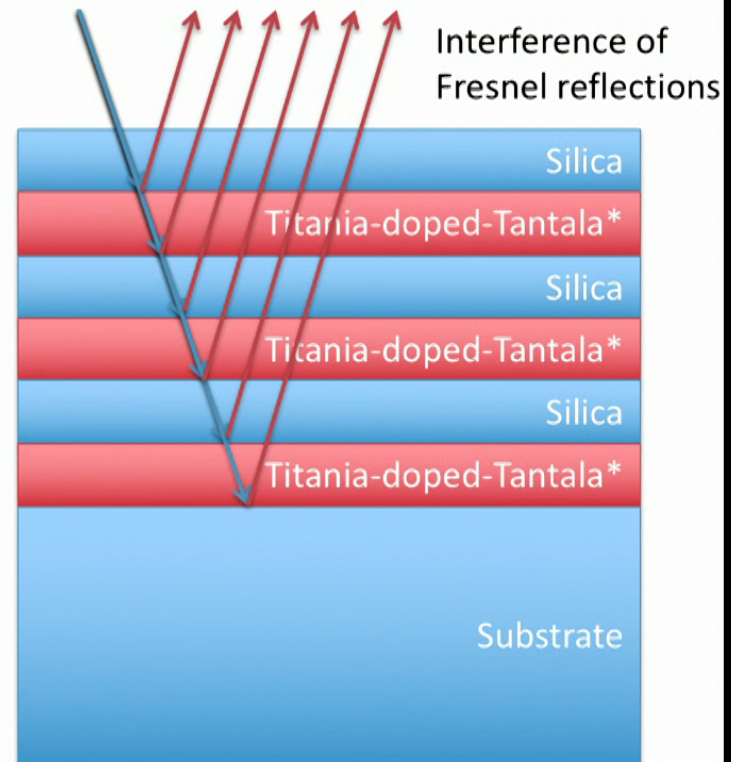 Interference of
Fresnel reflections
Silica
Titania-doped-Tantala*
Silica
Titania-doped-Tantala*
Silica
Titania-doped-Tantala*
Substrate